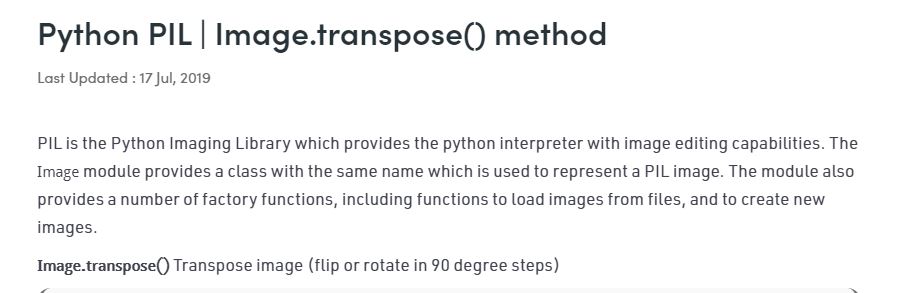 Python PIL | Image.transpose() method
Last Updated : 17 Jul, 2019
PIL is the Python Imaging Library which provides the python interpreter with image editing capabilities. The
Image module provides a class with the same name which is used to represent a PIL image. The module also
provides a number of factory functions, including functions to load images from files, and to create new
images.
Image.transpose() Transpose image (flip or rotate in 90 degree steps)